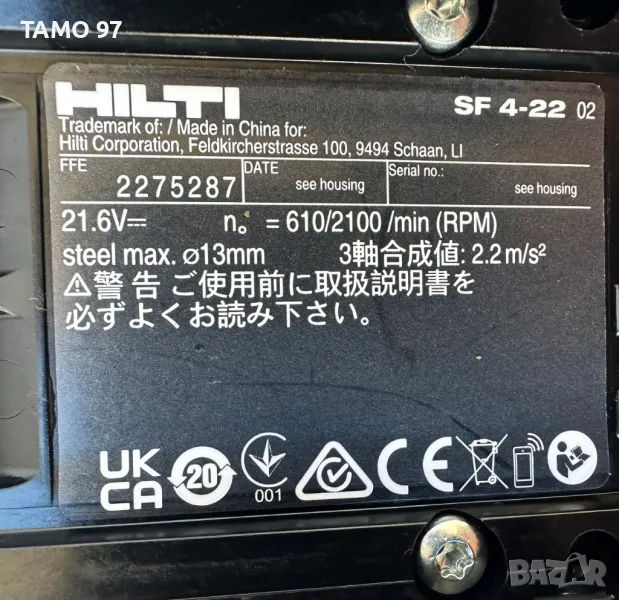 TAMO 97
HILTI
SF 4-22 02
Trademark of: / Made in China for:
Hilti Corporation, Feldkircherstrasse 100, 9494 Schaan, LI
FFE 2275287 DATE see housing Serial no.: see housing
21.6V⎓ n₀ = 610/2100 /min (RPM)
steel max. ø13mm 3軸合成値: 2.2 m/s²
⚠警告 ご使用前に取扱説明書を
必ずよくお読み下さい。
UK
CA
20
001
CE
BAZAR